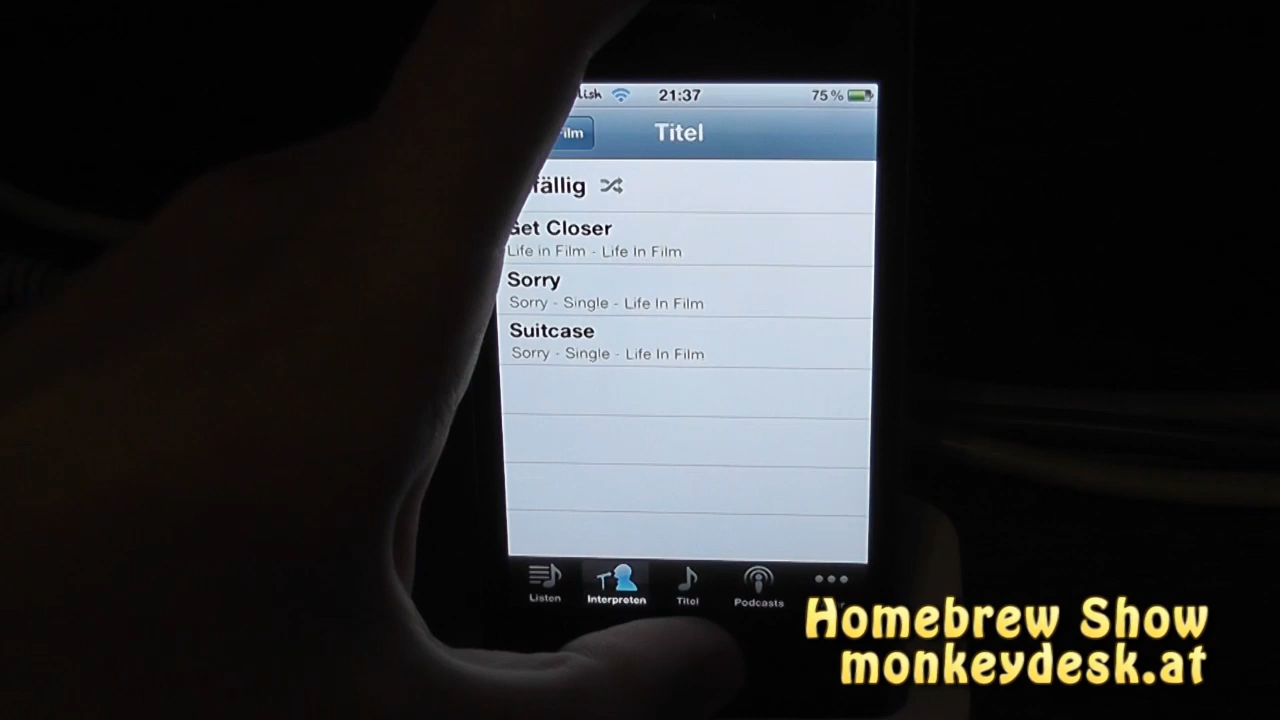 21:37
75%
Titel
Get Closer
Life in Film - Life In Film
Sorry
Sorry - Single - Life In Film
Suitcase
Sorry - Single - Life In Film
Listen
Interpreten
Titel
Podcasts
Homebrew Show
monkeydesk.at